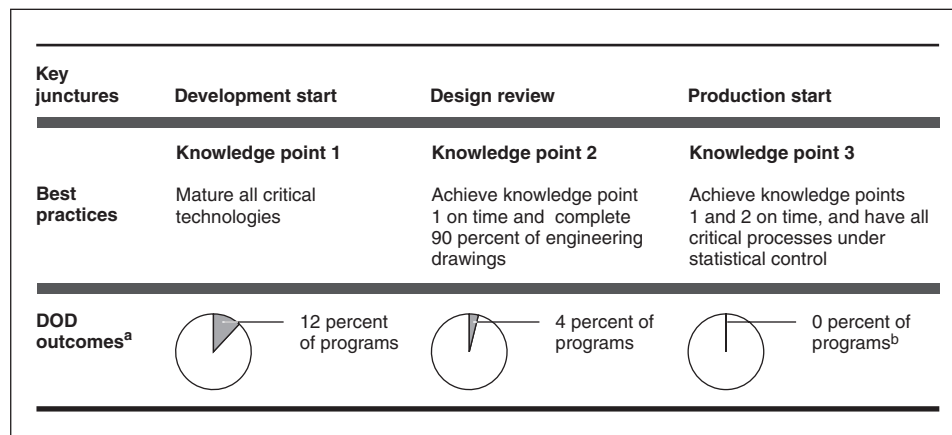 Key
junctures
Development start
Design review
Production start
Knowledge point 1
Knowledge point 2
Knowledge point 3
Best
practices
Mature all critical
technologies
Achieve knowledge point
1 on time and complete
90 percent of engineering
drawings
Achieve knowledge points
1 and 2 on time, and have all
critical processes under
statistical control
DOD
outcomesa
12 percent
of programs
4 percent of
programs
0 percent of
programsb